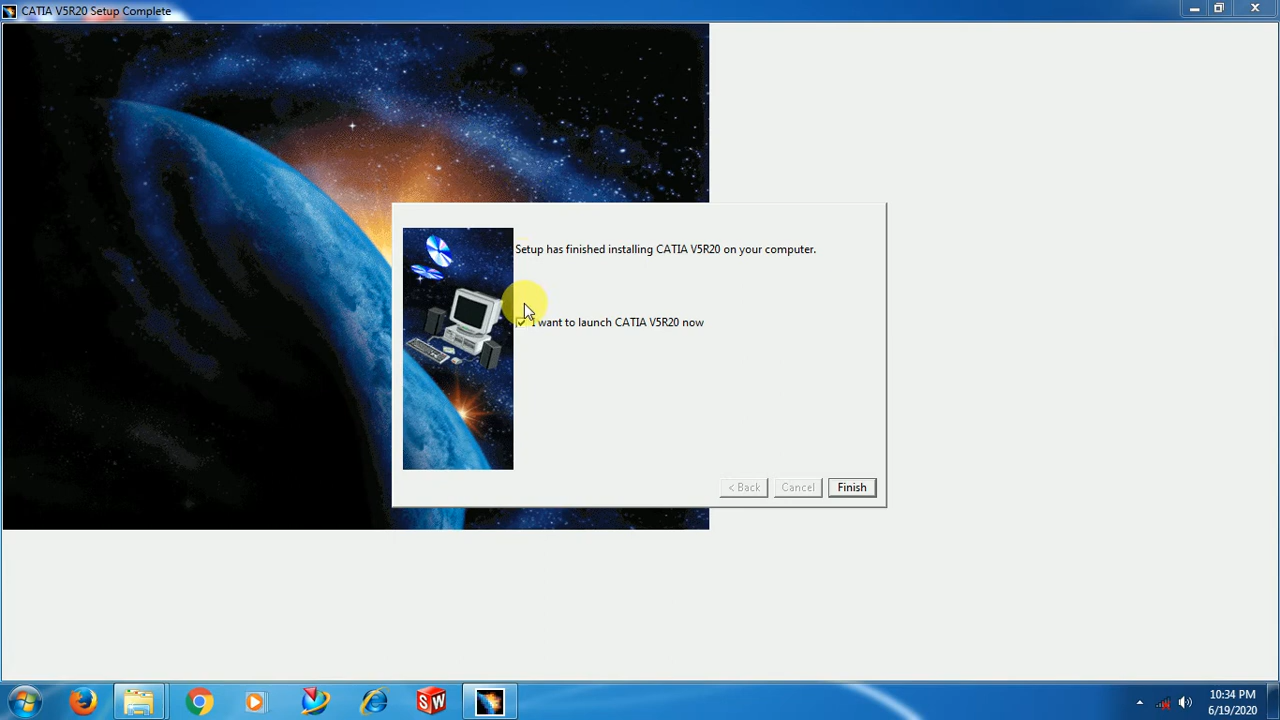 CATIA V5R20 Setup Complete
Setup has finished installing CATIA V5R20 on your computer.
I want to launch CATIA V5R20 now
< Back
Cancel
Finish
SW
10:34 PM
6/19/2020